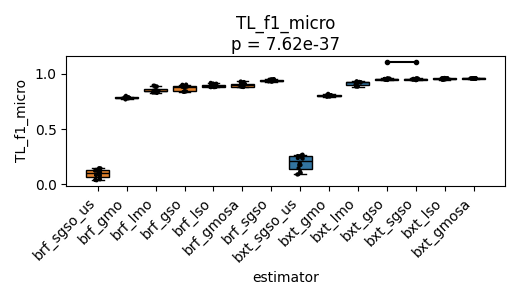 TL_f1_micro
p = 7.62e-37
TL_f1_micro
1.0
0.5
0.0
brf_sgso_us
brf_gmo
brf_lmo
brf_gso
brf_lso
brf_gmosa
brf_sgso
bxt_sgso_us
bxt_gmo
bxt_lmo
bxt_gso
bxt_sgso
bxt_lso
bxt_gmosa
estimator